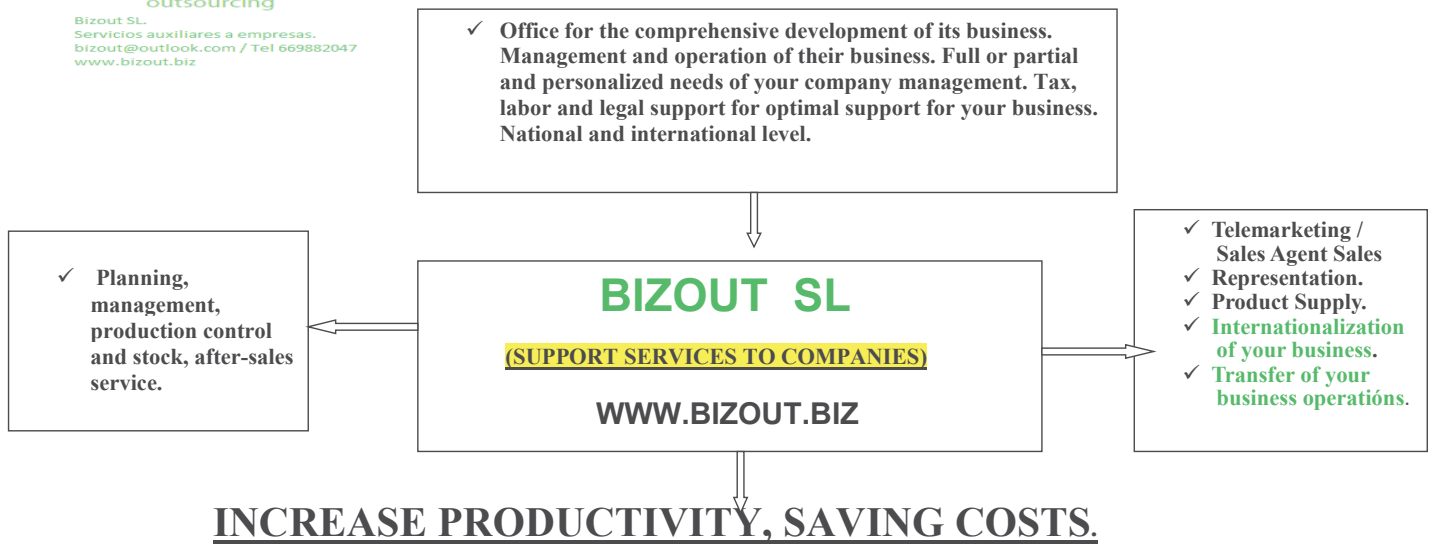 outsourcing
Bizout SL.
Servicios auxiliares a empresas.
bizout@outlook.com / Tel 669882047
www.bizout.biz
✓ Office for the comprehensive development of its business.
Management and operation of their business. Full or partial
and personalized needs of your company management. Tax,
labor and legal support for optimal support for your business.
National and international level.
✓ Planning,
management,
production control
and stock, after-sales
service.
BIZOUT SL
(SUPPORT SERVICES TO COMPANIES)
WWW.BIZOUT.BIZ
✓ Telemarketing /
Sales Agent Sales
✓ Representation.
✓ Product Supply.
✓ Internationalization
of your business.
✓ Transfer of your
business operatións.
INCREASE PRODUCTIVITY, SAVING COSTS.